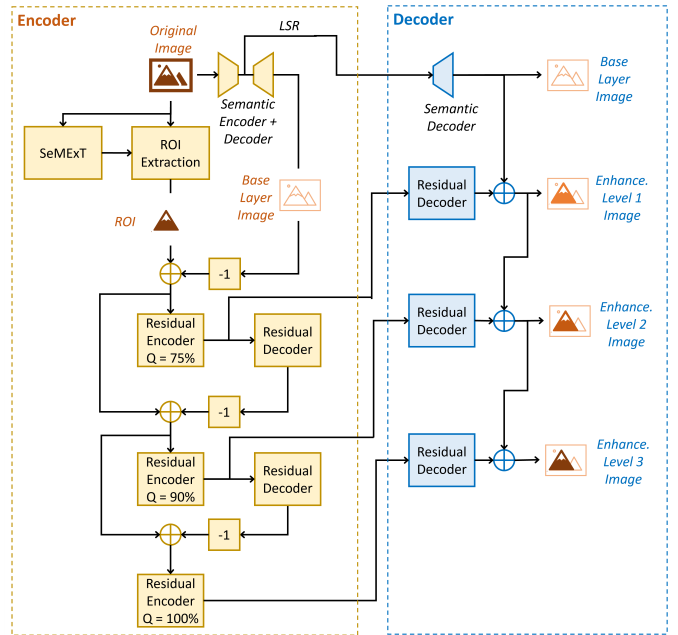 Encoder
Original
Image
LSR
Semantic
Encoder +
Decoder
SeMExT
ROI
Extraction
ROI
Base
Layer
Image
-1
Residual
Encoder
Q = 75%
Residual
Decoder
-1
Residual
Encoder
Q = 90%
Residual
Decoder
-1
Residual
Encoder
Q = 100%
Decoder
Semantic
Decoder
Base
Layer
Image
Residual
Decoder
Enhance.
Level 1
Image
Residual
Decoder
Enhance.
Level 2
Image
Residual
Decoder
Enhance.
Level 3
Image